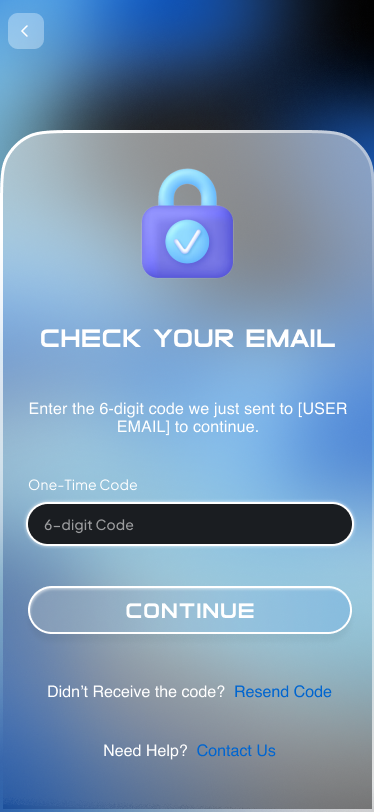 CHECK YOUR EMAIL
Enter the 6-digit code we just sent to [USER
EMAIL] to continue.
One-Time Code
6-digit Code
CONTINUE
Didn't Receive the code? Resend Code
Need Help? Contact Us